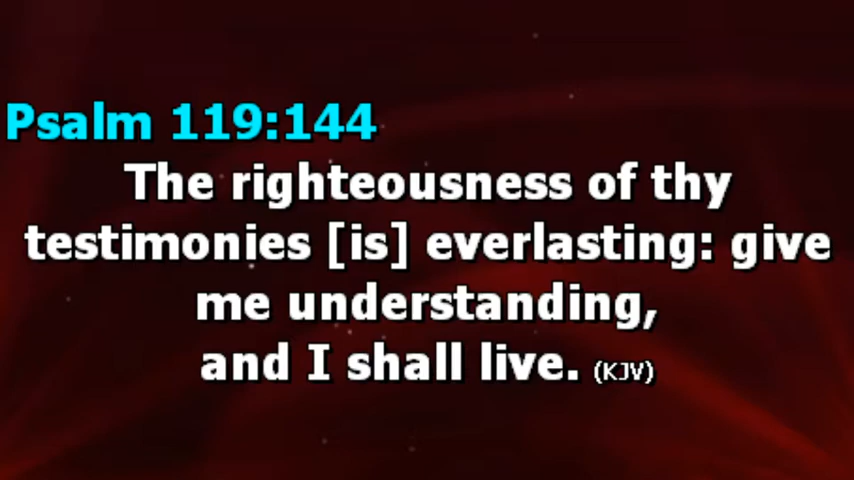 Psalm 119:144
The righteousness of thy
testimonies [is] everlasting: give
me understanding,
and I shall live. (KJV)